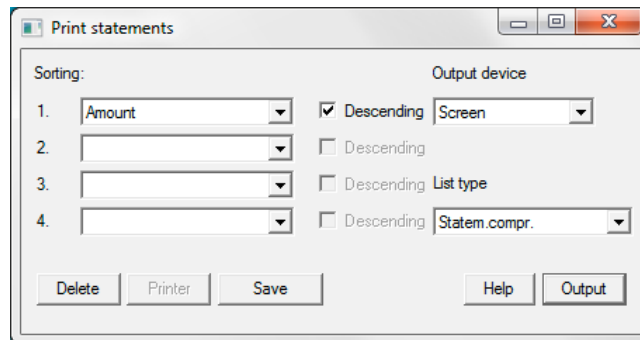 Print statements
Sorting: Output device
1. Amount Descending Screen
2. Descending
3. Descending List type
4. Descending Statem.compr.
Delete Printer Save Help Output